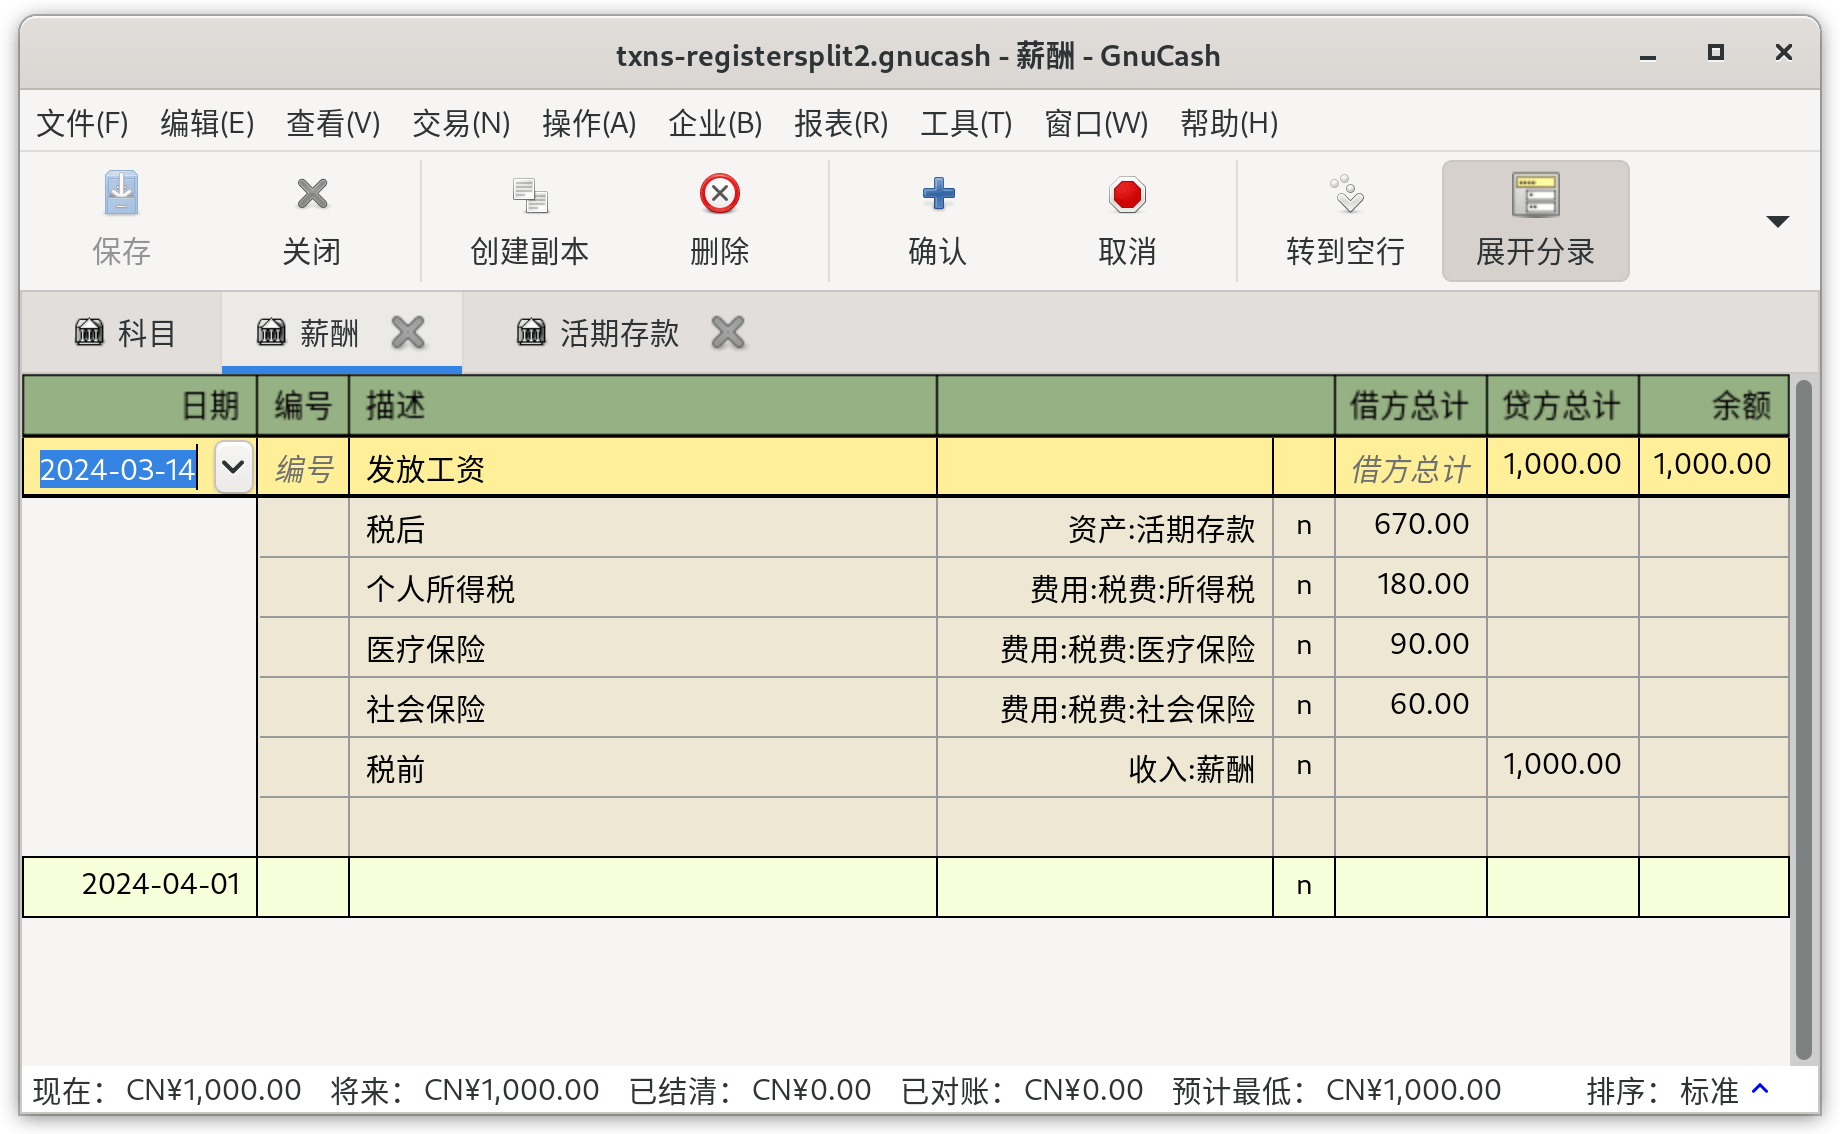 txns-registersplit2.gnucash - 薪酬 - GnuCash
文件(F) 编辑(E) 查看(V) 交易(N) 操作(A) 企业(B) 报表(R) 工具(T) 窗口(W) 帮助(H)
保存 关闭 创建副本 删除 确认 取消 转到空行 展开分录
科目 薪酬 活期存款
日期 编号 描述 借方总计 贷方总计 余额
2024-03-14 编号 发放工资 借方总计 1,000.00 1,000.00
税后 资产:活期存款 n 670.00
个人所得税 费用:税费:所得税 n 180.00
医疗保险 费用:税费:医疗保险 n 90.00
社会保险 费用:税费:社会保险 n 60.00
税前 收入:薪酬 n 1,000.00
2024-04-01 n
现在： CN¥1,000.00 将来： CN¥1,000.00 已结清： CN¥0.00 已对账： CN¥0.00 预计最低： CN¥1,000.00 排序： 标准